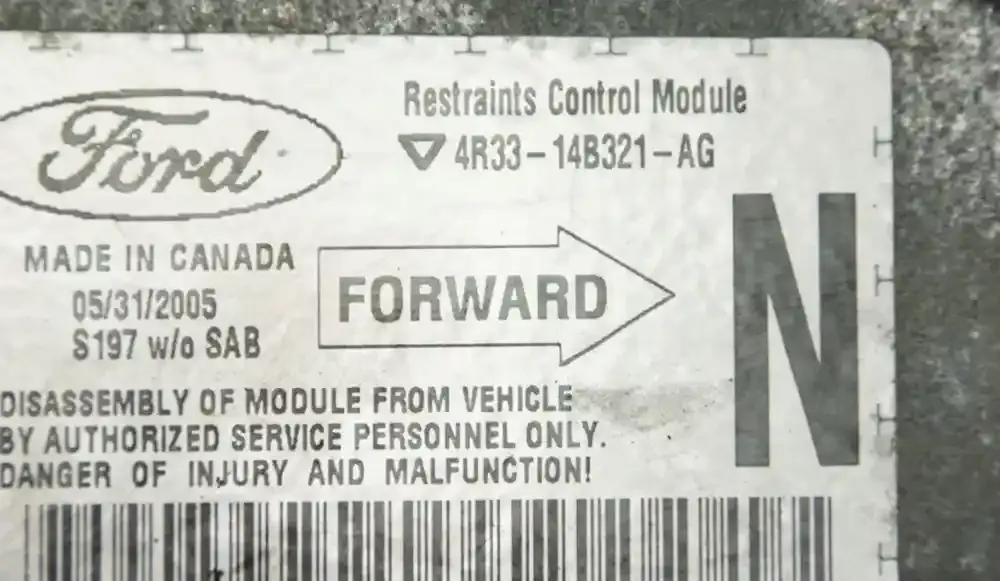 Ford
Restraints Control Module
4R33-14B321-AG
N
MADE IN CANADA
05/31/2005
S197 w/o SAB
FORWARD
DISASSEMBLY OF MODULE FROM VEHICLE
BY AUTHORIZED SERVICE PERSONNEL ONLY.
DANGER OF INJURY AND MALFUNCTION!